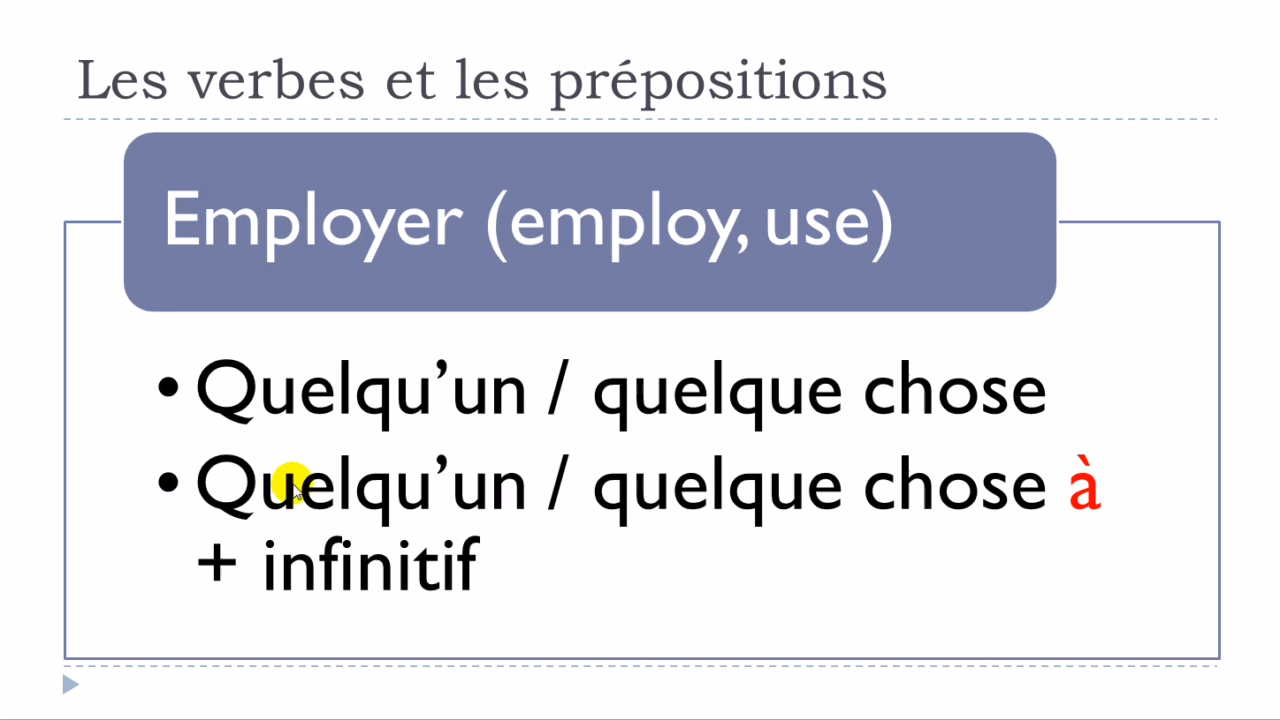 Les verbes et les prépositions
Employer (employ, use)
• Quelqu’un / quelque chose
• Quelqu’un / quelque chose à
+ infinitif